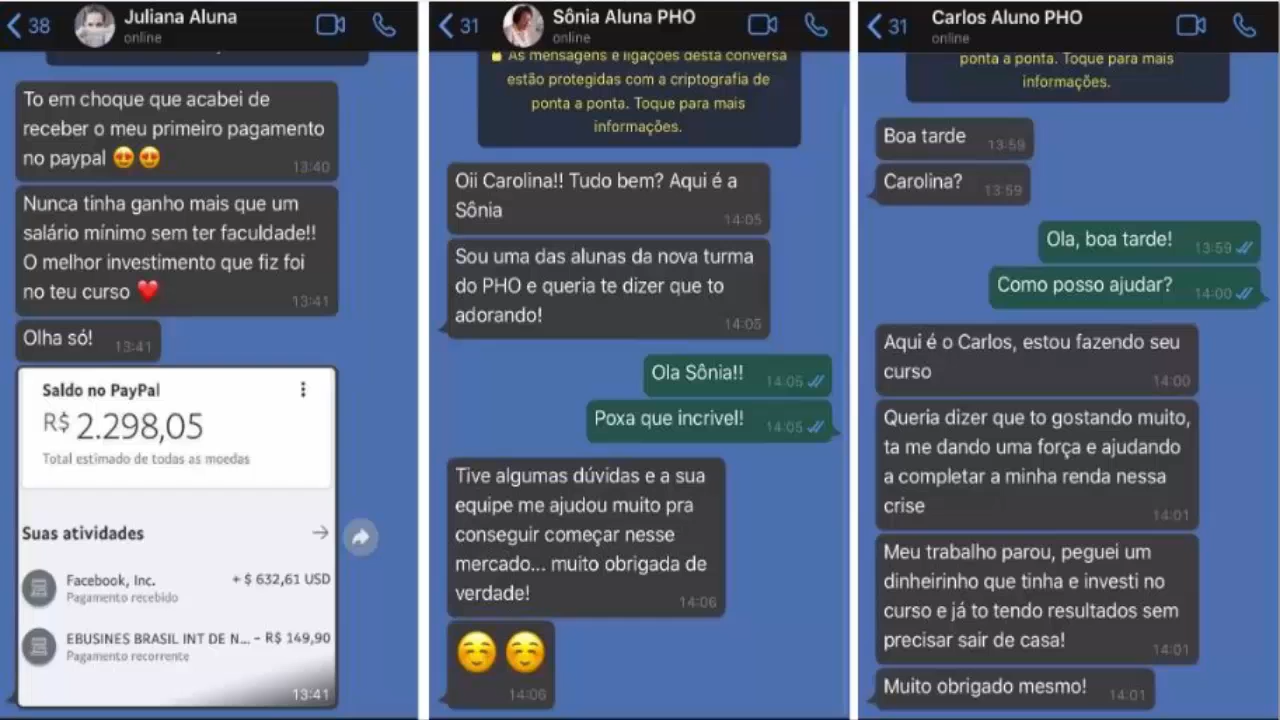 38
Juliana Aluna
online
To em choque que acabei de
receber o meu primeiro pagamento
no paypal 😍😍
13:40
Nunca tinha ganho mais que um
salário mínimo sem ter faculdade!!
O melhor investimento que fiz foi
no teu curso ❤️
13:41
Olha só!
13:41
Saldo no PayPal
R$ 2.298,05
Total estimado de todas as moedas
Suas atividades
Facebook, Inc. + $ 632,61 USD
Pagamento recebido
EBUSINES BRASIL INT DE N... – R$ 149,90
Pagamento recorrente
13:41
31
Sônia Aluna PHO
online
As mensagens e ligações desta conversa
estão protegidas com a criptografia de
ponta a ponta. Toque para mais
informações.
Oii Carolina!! Tudo bem? Aqui é a
Sônia
14:05
Sou uma das alunas da nova turma
do PHO e queria te dizer que to
adorando!
14:05
Ola Sônia!!
14:05
Poxa que incrivel!
14:05
Tive algumas dúvidas e a sua
equipe me ajudou muito pra
conseguir começar nesse
mercado... muito obrigada de
verdade!
14:06
☺️☺️
14:06
31
Carlos Aluno PHO
online
ponta a ponta. Toque para mais
informações.
Boa tarde
13:59
Carolina?
13:59
Ola, boa tarde!
13:59
Como posso ajudar?
14:00
Aqui é o Carlos, estou fazendo seu
curso
14:00
Queria dizer que to gostando muito,
ta me dando uma força e ajudando
a completar a minha renda nessa
crise
14:01
Meu trabalho parou, peguei um
dinheirinho que tinha e investi no
curso e já to tendo resultados sem
precisar sair de casa!
14:01
Muito obrigado mesmo!
14:01